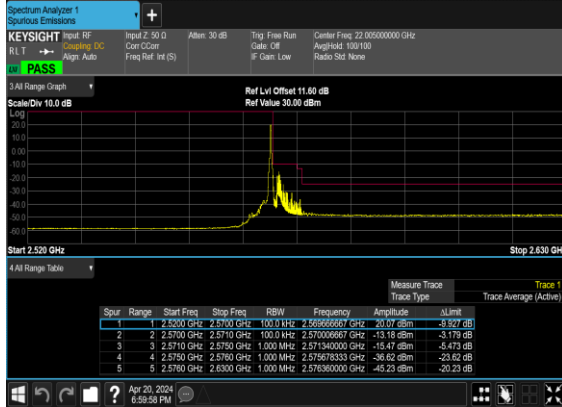 Spectrum Analyzer 1
Spurious Emissions
+
KEYSIGHT Input: RF Input Z: 50 Ω Atten: 30 dB Trig: Free Run Center Freq: 22.005000000 GHz
RLT Coupling: DC Corr CCorr Gate: Off Avg|Hold: 100/100
Align: Auto Freq Ref: Int (S) IF Gain: Low Radio Std: None
PASS
3 All Range Graph Ref Lvl Offset 11.60 dB
Scale/Div 10.0 dB Ref Value 30.00 dBm
Log
20.0
10.0
0.00
-10.0
-20.0
-30.0
-40.0
-50.0
-60.0
Start 2.520 GHz Stop 2.630 GH
4 All Range Table
Measure Trace Trace 1
Trace Type Trace Average (Active)
Spur Range Start Freq Stop Freq RBW Frequency Amplitude ΔLimit
1 1 2.5200 GHz 2.5700 GHz 100.0 kHz 2.569666667 GHz 20.07 dBm -9.927 dB
2 2 2.5700 GHz 2.5710 GHz 100.0 kHz 2.570006667 GHz -13.18 dBm -3.179 dB
3 3 2.5710 GHz 2.5750 GHz 1.000 MHz 2.571340000 GHz -15.47 dBm -5.473 dB
4 4 2.5750 GHz 2.5760 GHz 1.000 MHz 2.575678333 GHz -36.62 dBm -23.62 dB
5 5 2.5760 GHz 2.6300 GHz 1.000 MHz 2.576360000 GHz -45.23 dBm -20.23 dB
? Apr 20, 2024
6:59:58 PM